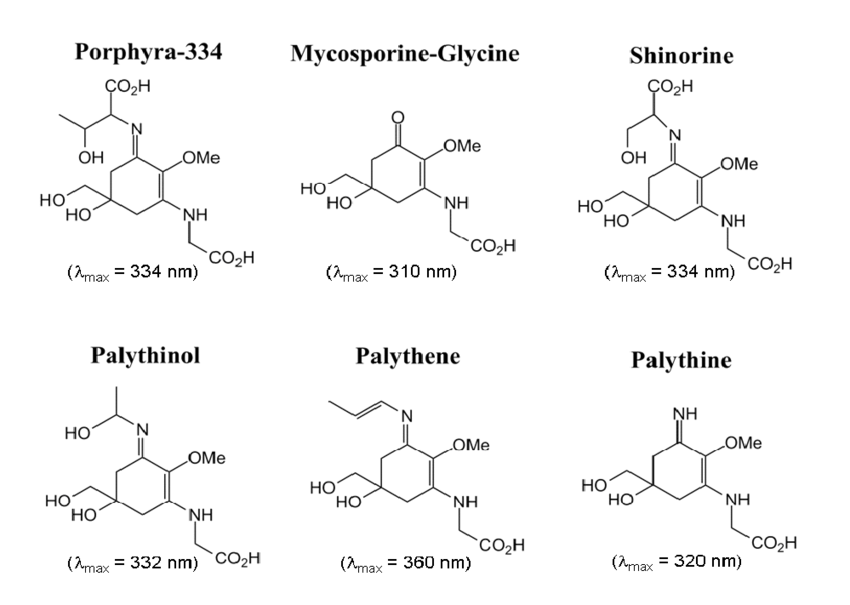 Porphyra-334
Mycosporine-Glycine
Shinorine
CO₂H
N
OH
OMe
HO
HO
NH
CO₂H
(λmax = 334 nm)
O
OMe
HO
HO
NH
CO₂H
(λmax = 310 nm)
CO₂H
N
OH
OMe
HO
HO
NH
CO₂H
(λmax = 334 nm)
Palythinol
Palythene
Palythine
HO
N
OMe
HO
HO
NH
CO₂H
(λmax = 332 nm)
N
OMe
HO
HO
NH
CO₂H
(λmax = 360 nm)
NH
OMe
HO
HO
NH
CO₂H
(λmax = 320 nm)